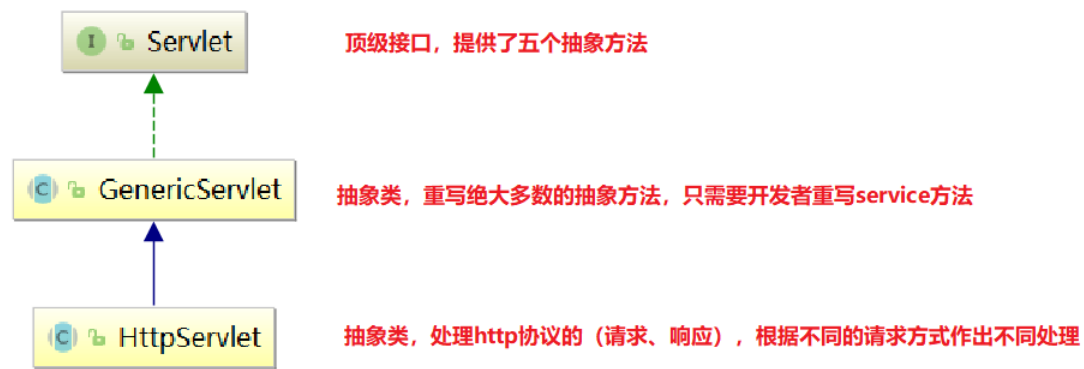 I Servlet
顶级接口，提供了五个抽象方法
C GenericServlet
抽象类，重写绝大多数的抽象方法，只需要开发者重写service方法
C HttpServlet
抽象类，处理http协议的（请求、响应），根据不同的请求方式作出不同处理